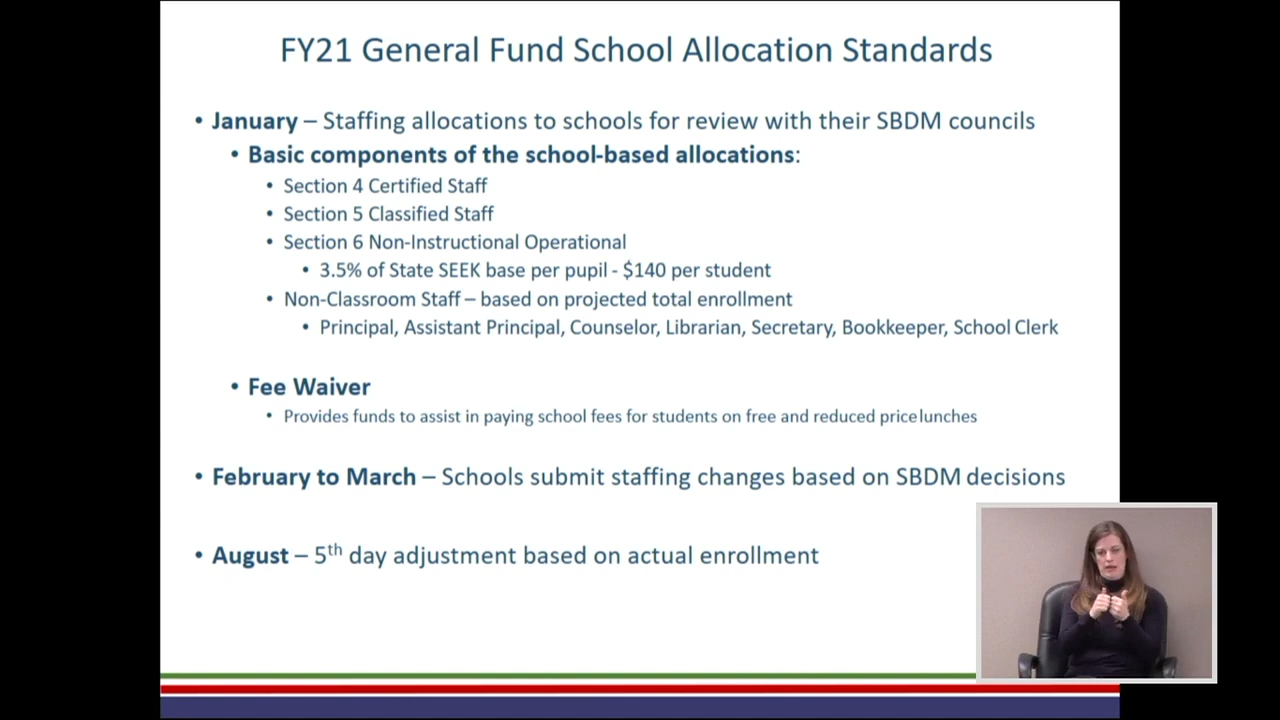 FY21 General Fund School Allocation Standards
• January – Staffing allocations to schools for review with their SBDM councils
• Basic components of the school-based allocations:
• Section 4 Certified Staff
• Section 5 Classified Staff
• Section 6 Non-Instructional Operational
• 3.5% of State SEEK base per pupil - $140 per student
• Non-Classroom Staff – based on projected total enrollment
• Principal, Assistant Principal, Counselor, Librarian, Secretary, Bookkeeper, School Clerk
• Fee Waiver
• Provides funds to assist in paying school fees for students on free and reduced price lunches
• February to March – Schools submit staffing changes based on SBDM decisions
• August – 5th day adjustment based on actual enrollment